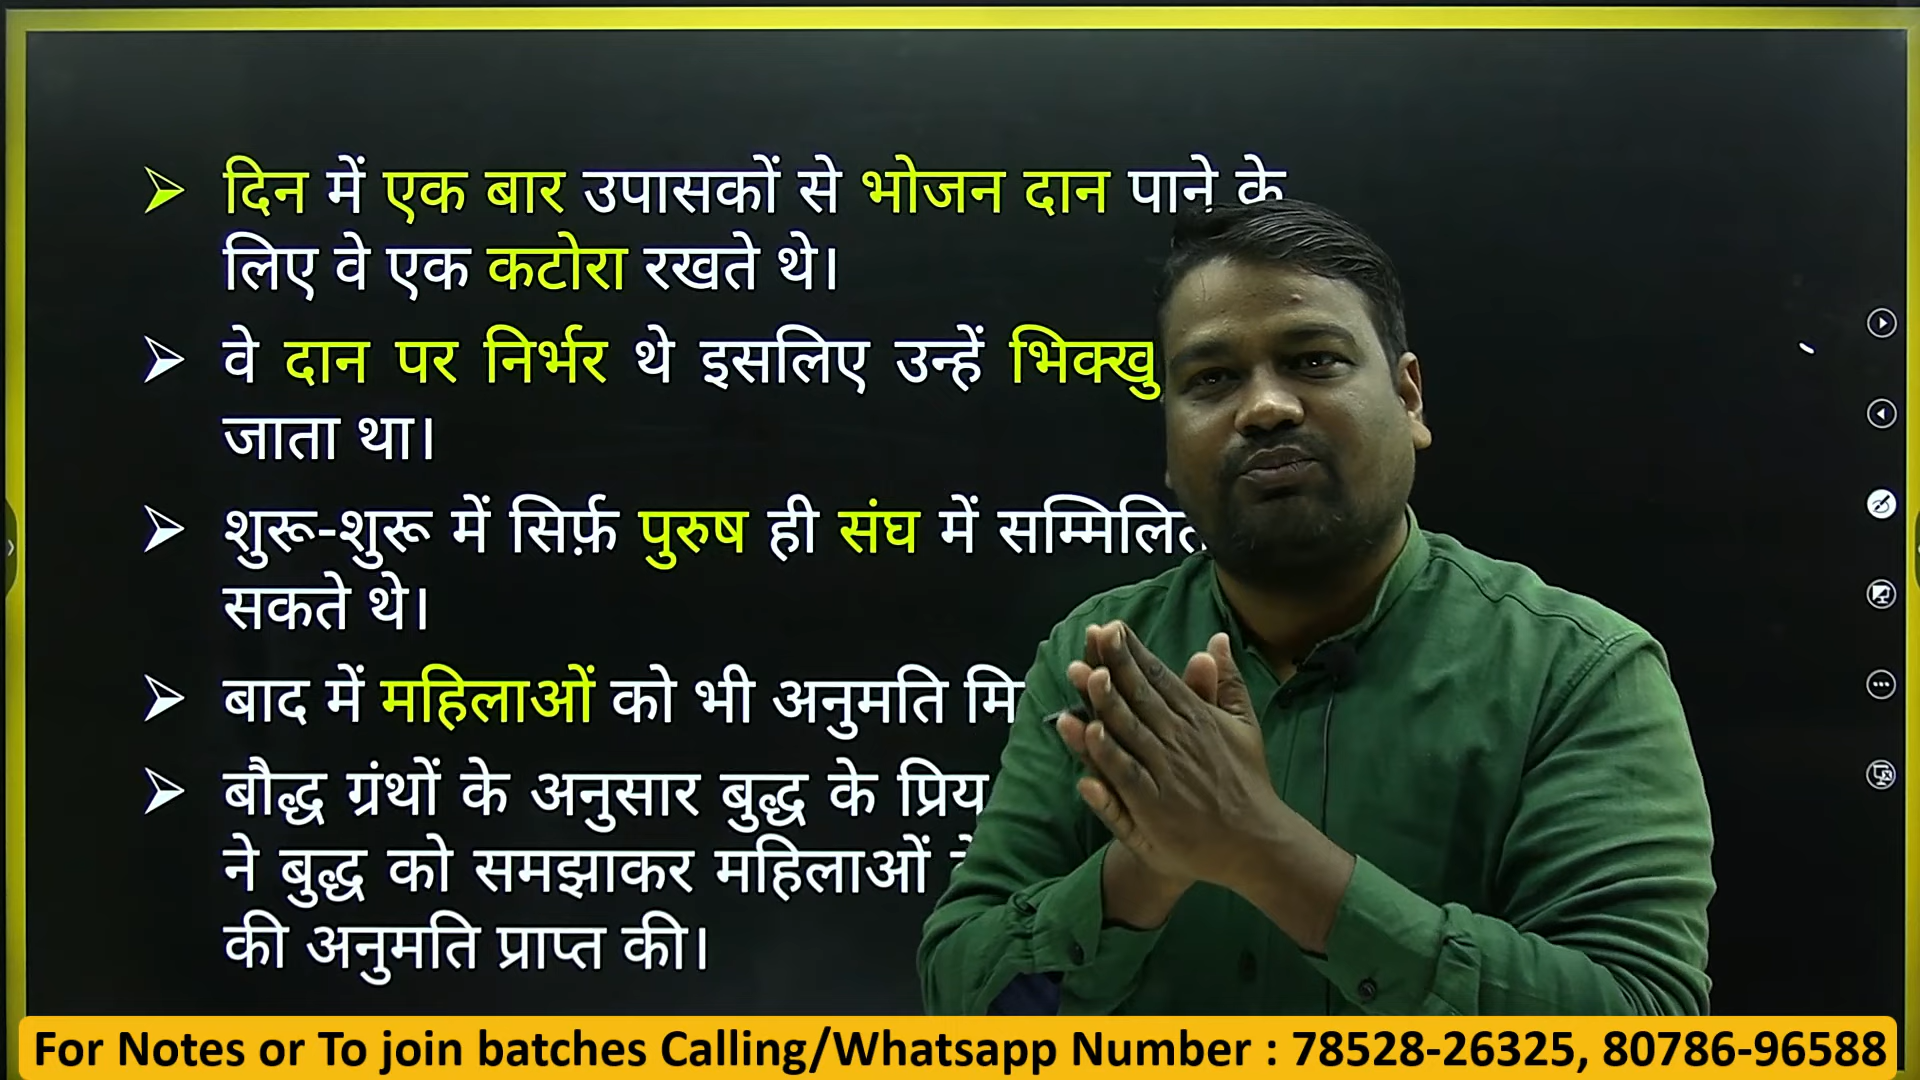 दिन में एक बार उपासकों से भोजन दान पाने के
लिए वे एक कटोरा रखते थे।
वे दान पर निर्भर थे इसलिए उन्हें भिक्खु
जाता था।
शुरू-शुरू में सिर्फ़ पुरुष ही संघ में
सकते थे।
बाद में महिलाओं को भी अनुमति
बौद्ध ग्रंथों के अनुसार बुद्ध के प्रिय
ने बुद्ध को समझाकर महिलाओं
की अनुमति प्राप्त की।
For Notes or To join batches Calling/Whatsapp Number : 78528-26325, 80786-96588